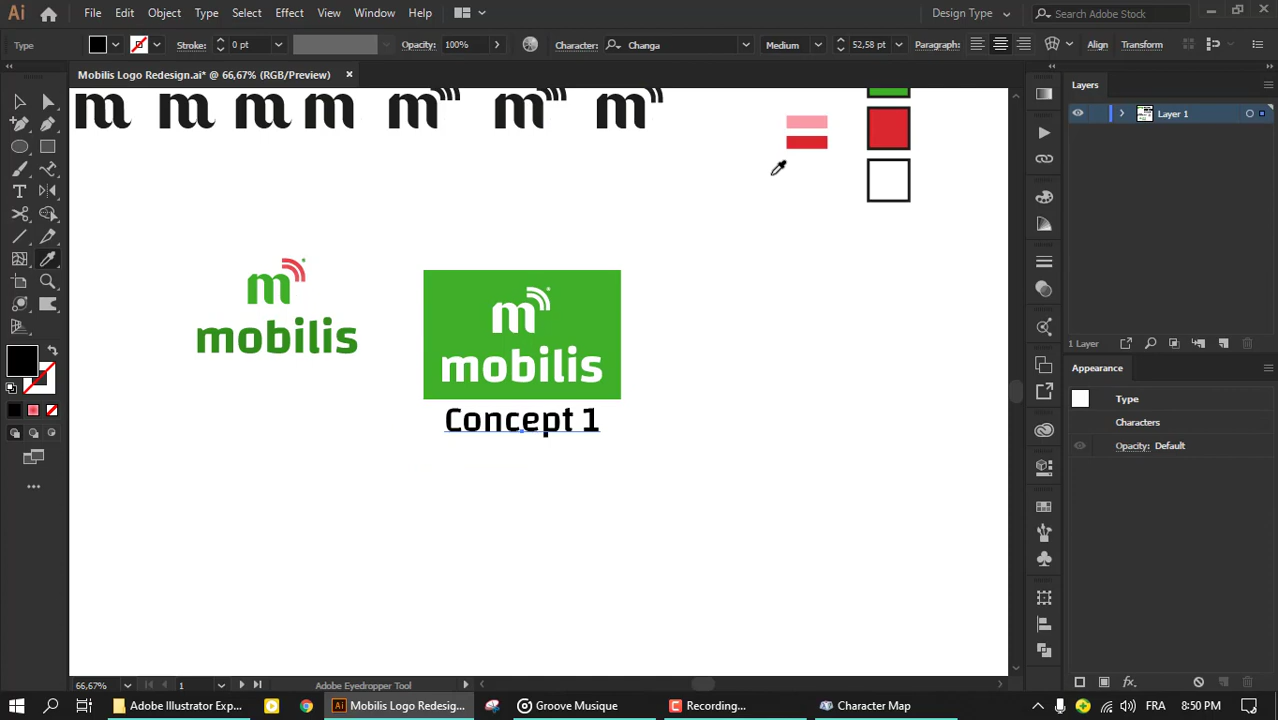 Ai File Edit Object Type Select Effect View Window Help Design Type Search Adobe Stock
Type Stroke: 0 pt Opacity: 100% Character: Changa Medium 52,58 pt Paragraph: Align Transform
Mobilis Logo Redesign.ai* @ 66,67% (RGB/Preview)
m m m m m m m
Layers
Layer 1
m
mobilis
m
mobilis
Concept 1
1 Layer
Appearance
Type
Characters
Opacity: Default
66,67% 1 Adobe Eyedropper Tool
Adobe Illustrator Exp... Mobilis Logo Redesig... Groove Musique Recording... Character Map FR 8:50 PM